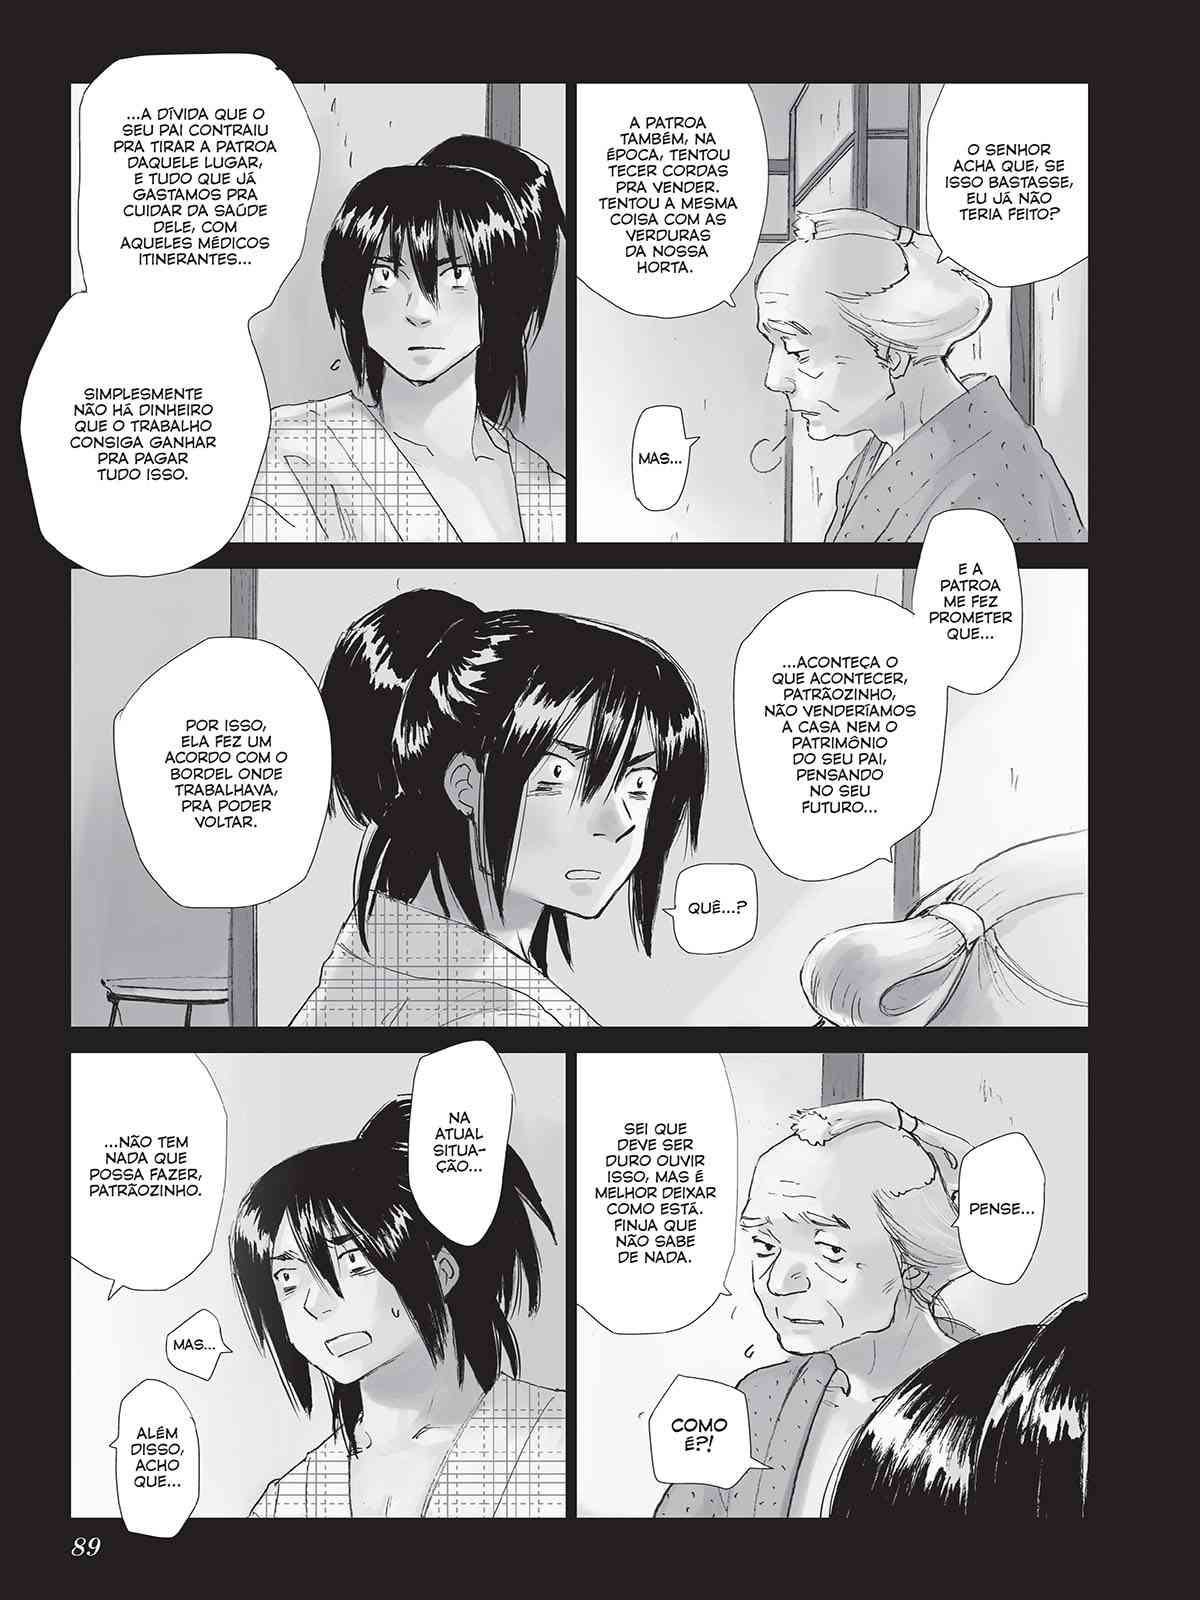 O SENHOR
ACHA QUE, SE
ISSO BASTASSE,
EU JÁ NÃO
TERIA FEITO?
A PATROA
TAMBÉM, NA
ÉPOCA, TENTOU
TECER CORDAS
PRA VENDER.
TENTOU A MESMA
COISA COM AS
VERDURAS
DA NOSSA
HORTA.
MAS...
...A DÍVIDA QUE O
SEU PAI CONTRAIU
PRA TIRAR A PATROA
DAQUELE LUGAR,
E TUDO QUE JÁ
GASTAMOS PRA
CUIDAR DA SAÚDE
DELE, COM
AQUELES MÉDICOS
ITINERANTES...
SIMPLESMENTE
NÃO HÁ DINHEIRO
QUE O TRABALHO
CONSIGA GANHAR
PRA PAGAR
TUDO ISSO.
E A
PATROA
ME FEZ
PROMETER
QUE...
...ACONTEÇA O
QUE ACONTECER,
PATRÃOZINHO,
NÃO VENDERÍAMOS
A CASA NEM O
PATRIMÔNIO
DO SEU PAI,
PENSANDO
NO SEU
FUTURO...
QUÊ...?
POR ISSO,
ELA FEZ UM
ACORDO COM O
BORDEL ONDE
TRABALHAVA,
PRA PODER
VOLTAR.
PENSE...
SEI QUE
DEVE SER
DURO OUVIR
ISSO, MAS É
MELHOR DEIXAR
COMO ESTÁ.
FINJA QUE
NÃO SABE
DE NADA.
COMO
É?!
NA
ATUAL
SITUA-
ÇÃO...
...NÃO TEM
NADA QUE
POSSA FAZER,
PATRÃOZINHO.
MAS...
ALÉM
DISSO,
ACHO
QUE...
89